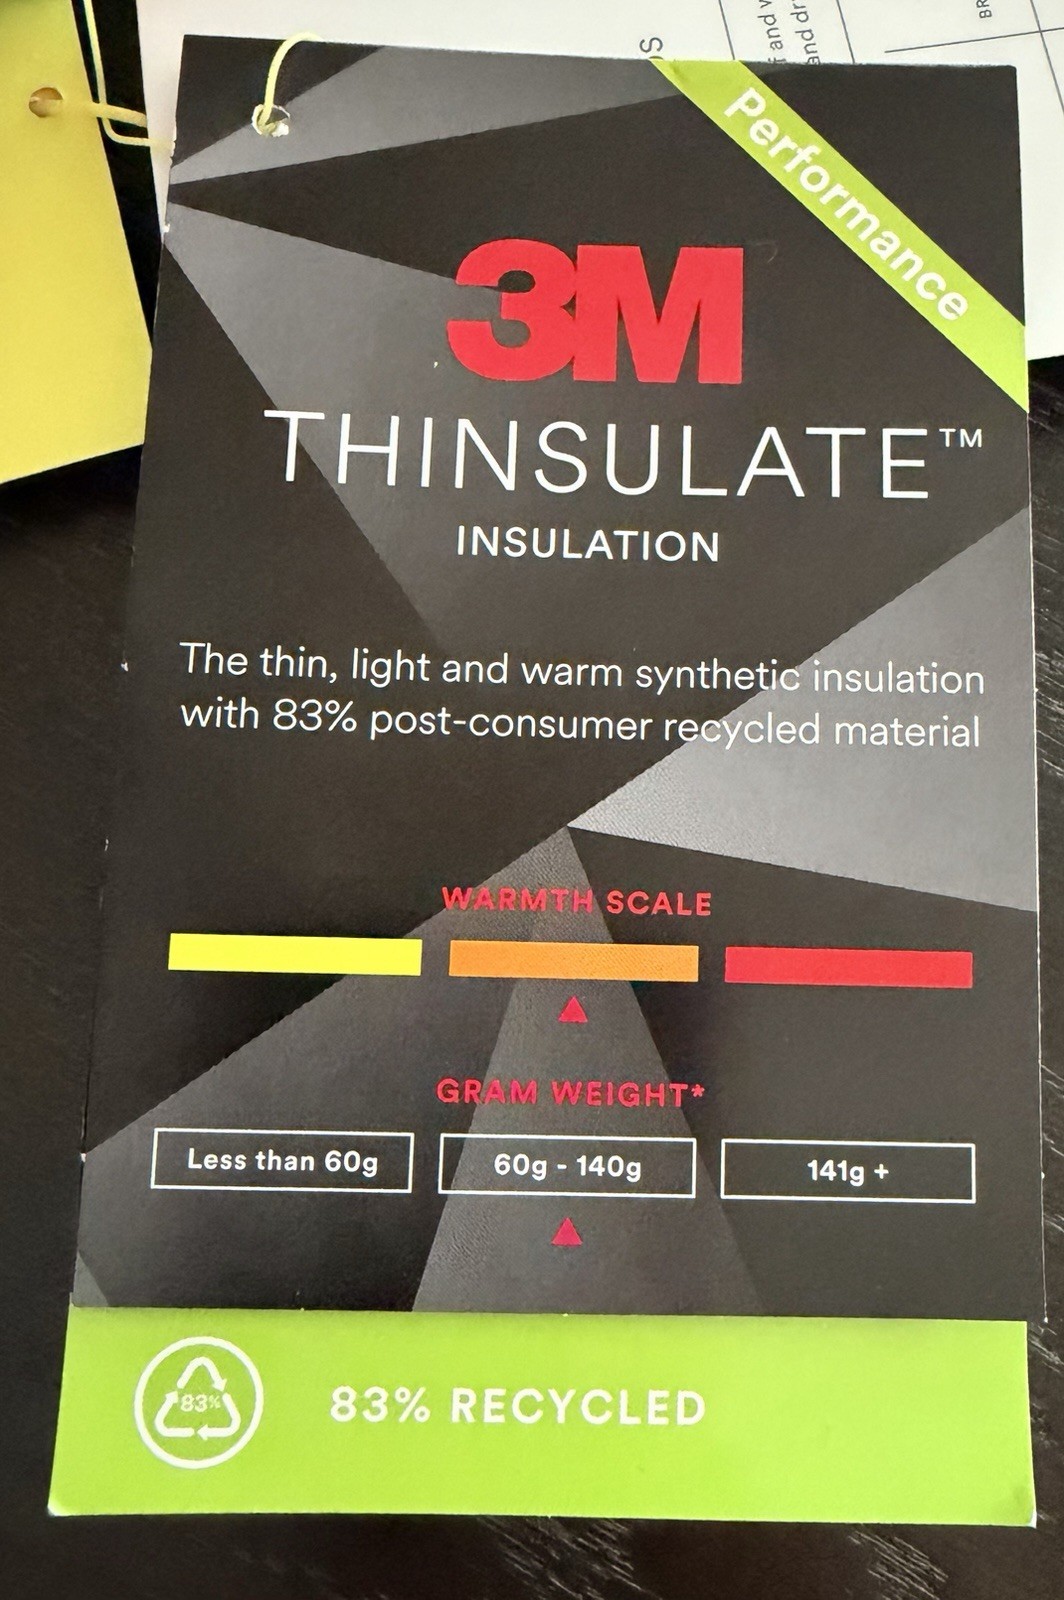 Performance
3M
THINSULATE™
INSULATION
The thin, light and warm synthetic insulation
with 83% post-consumer recycled material
WARMTH SCALE
GRAM WEIGHT*
Less than 60g
60g - 140g
141g +
83%
83% RECYCLED